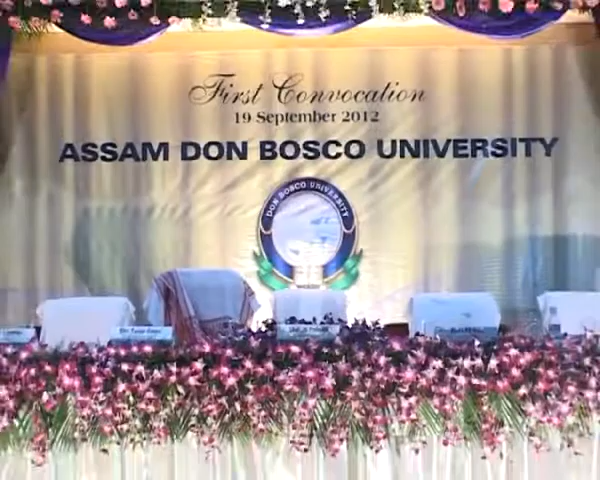 First Convocation
19 September 2012
ASSAM DON BOSCO UNIVERSITY
DON BOSCO UNIVERSITY